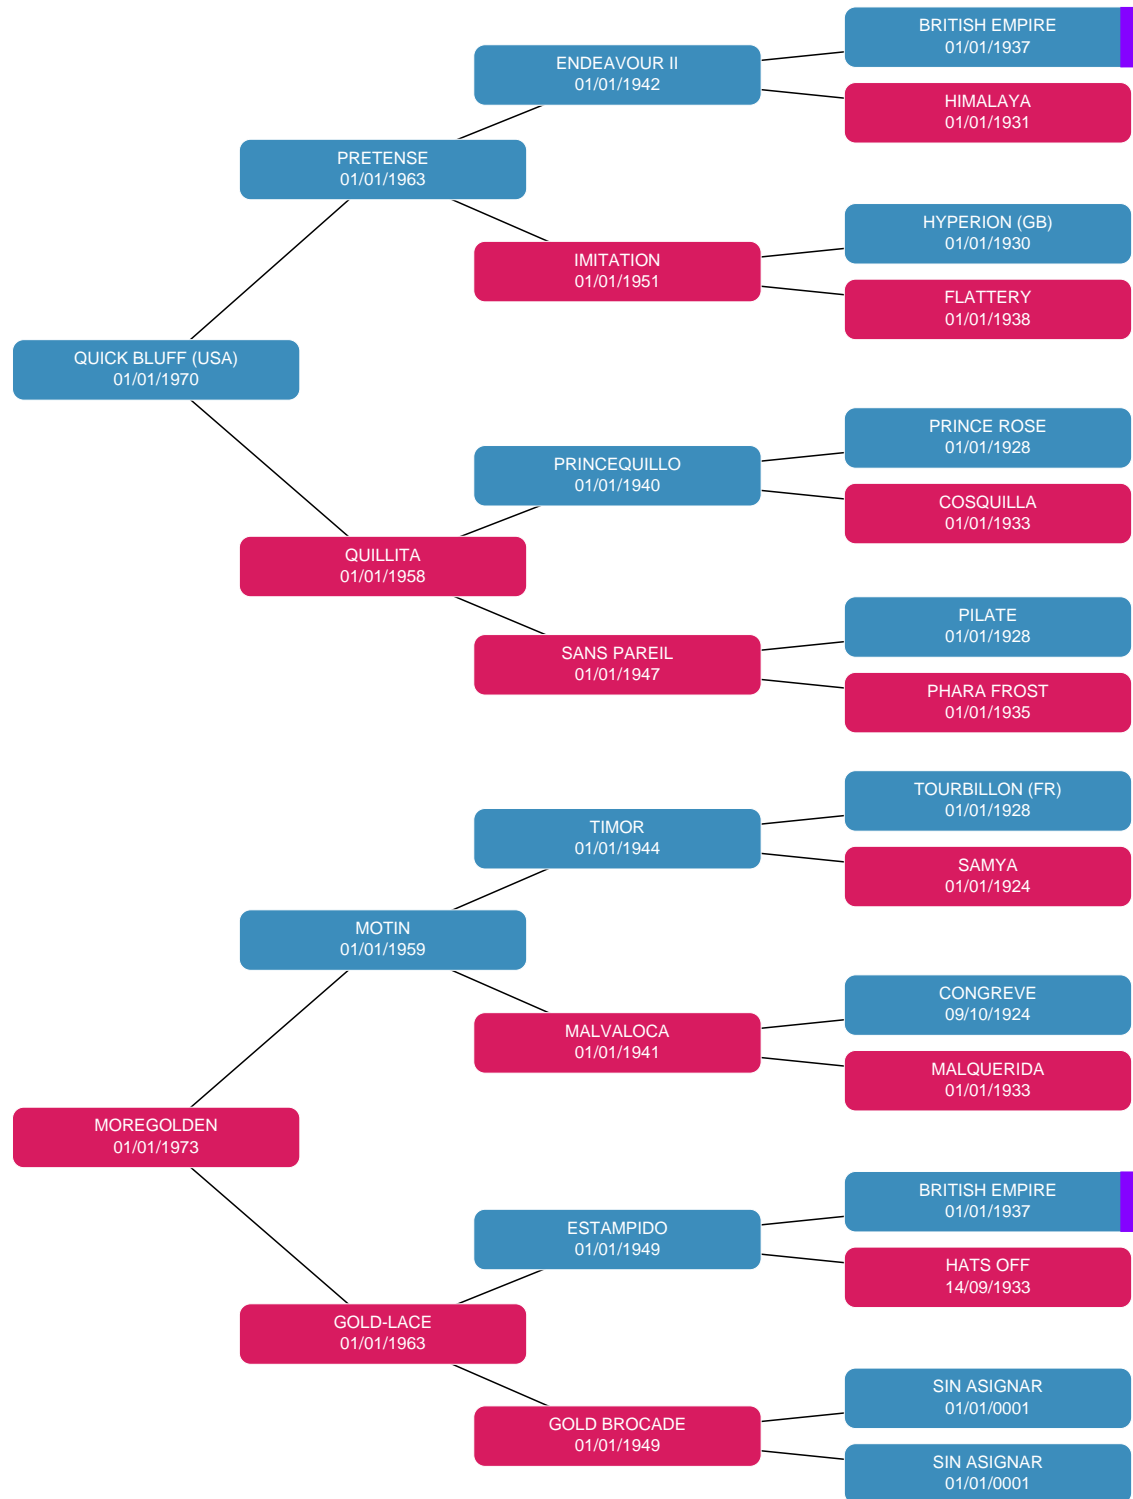 BRITISH EMPIRE
01/01/1937
ENDEAVOUR II
01/01/1942
HIMALAYA
01/01/1931
PRETENSE
01/01/1963
HYPERION (GB)
01/01/1930
IMITATION
01/01/1951
FLATTERY
01/01/1938
QUICK BLUFF (USA)
01/01/1970
PRINCE ROSE
01/01/1928
PRINCEQUILLO
01/01/1940
COSQUILLA
01/01/1933
QUILLITA
01/01/1958
PILATE
01/01/1928
SANS PAREIL
01/01/1947
PHARA FROST
01/01/1935
TOURBILLON (FR)
01/01/1928
TIMOR
01/01/1944
SAMYA
01/01/1924
MOTIN
01/01/1959
CONGREVE
09/10/1924
MALVALOCA
01/01/1941
MALQUERIDA
01/01/1933
MOREGOLDEN
01/01/1973
BRITISH EMPIRE
01/01/1937
ESTAMPIDO
01/01/1949
HATS OFF
14/09/1933
GOLD-LACE
01/01/1963
SIN ASIGNAR
01/01/0001
GOLD BROCADE
01/01/1949
SIN ASIGNAR
01/01/0001